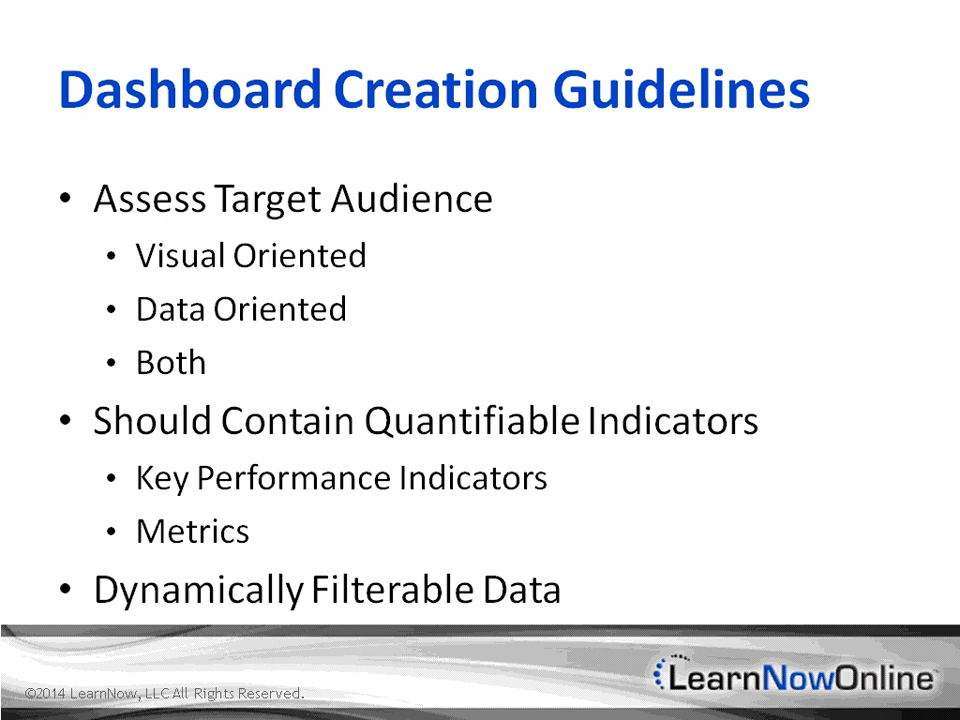 Dashboard Creation Guidelines
• Assess Target Audience
• Visual Oriented
• Data Oriented
• Both
• Should Contain Quantifiable Indicators
• Key Performance Indicators
• Metrics
• Dynamically Filterable Data
©2014 LearnNow, LLC All Rights Reserved.
LearnNowOnline